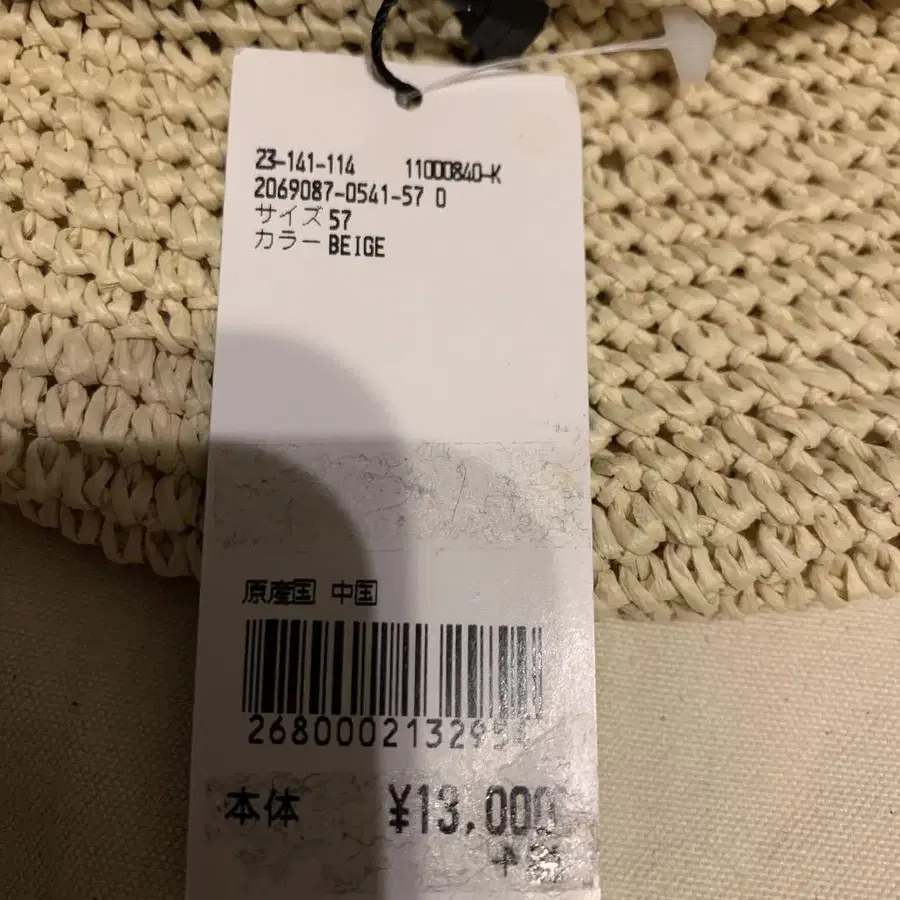 23-141-114 11000840-K
2069087-0541-57 0
サイズ 57
カラー BEIGE
原産国 中国
本体 ¥13,000